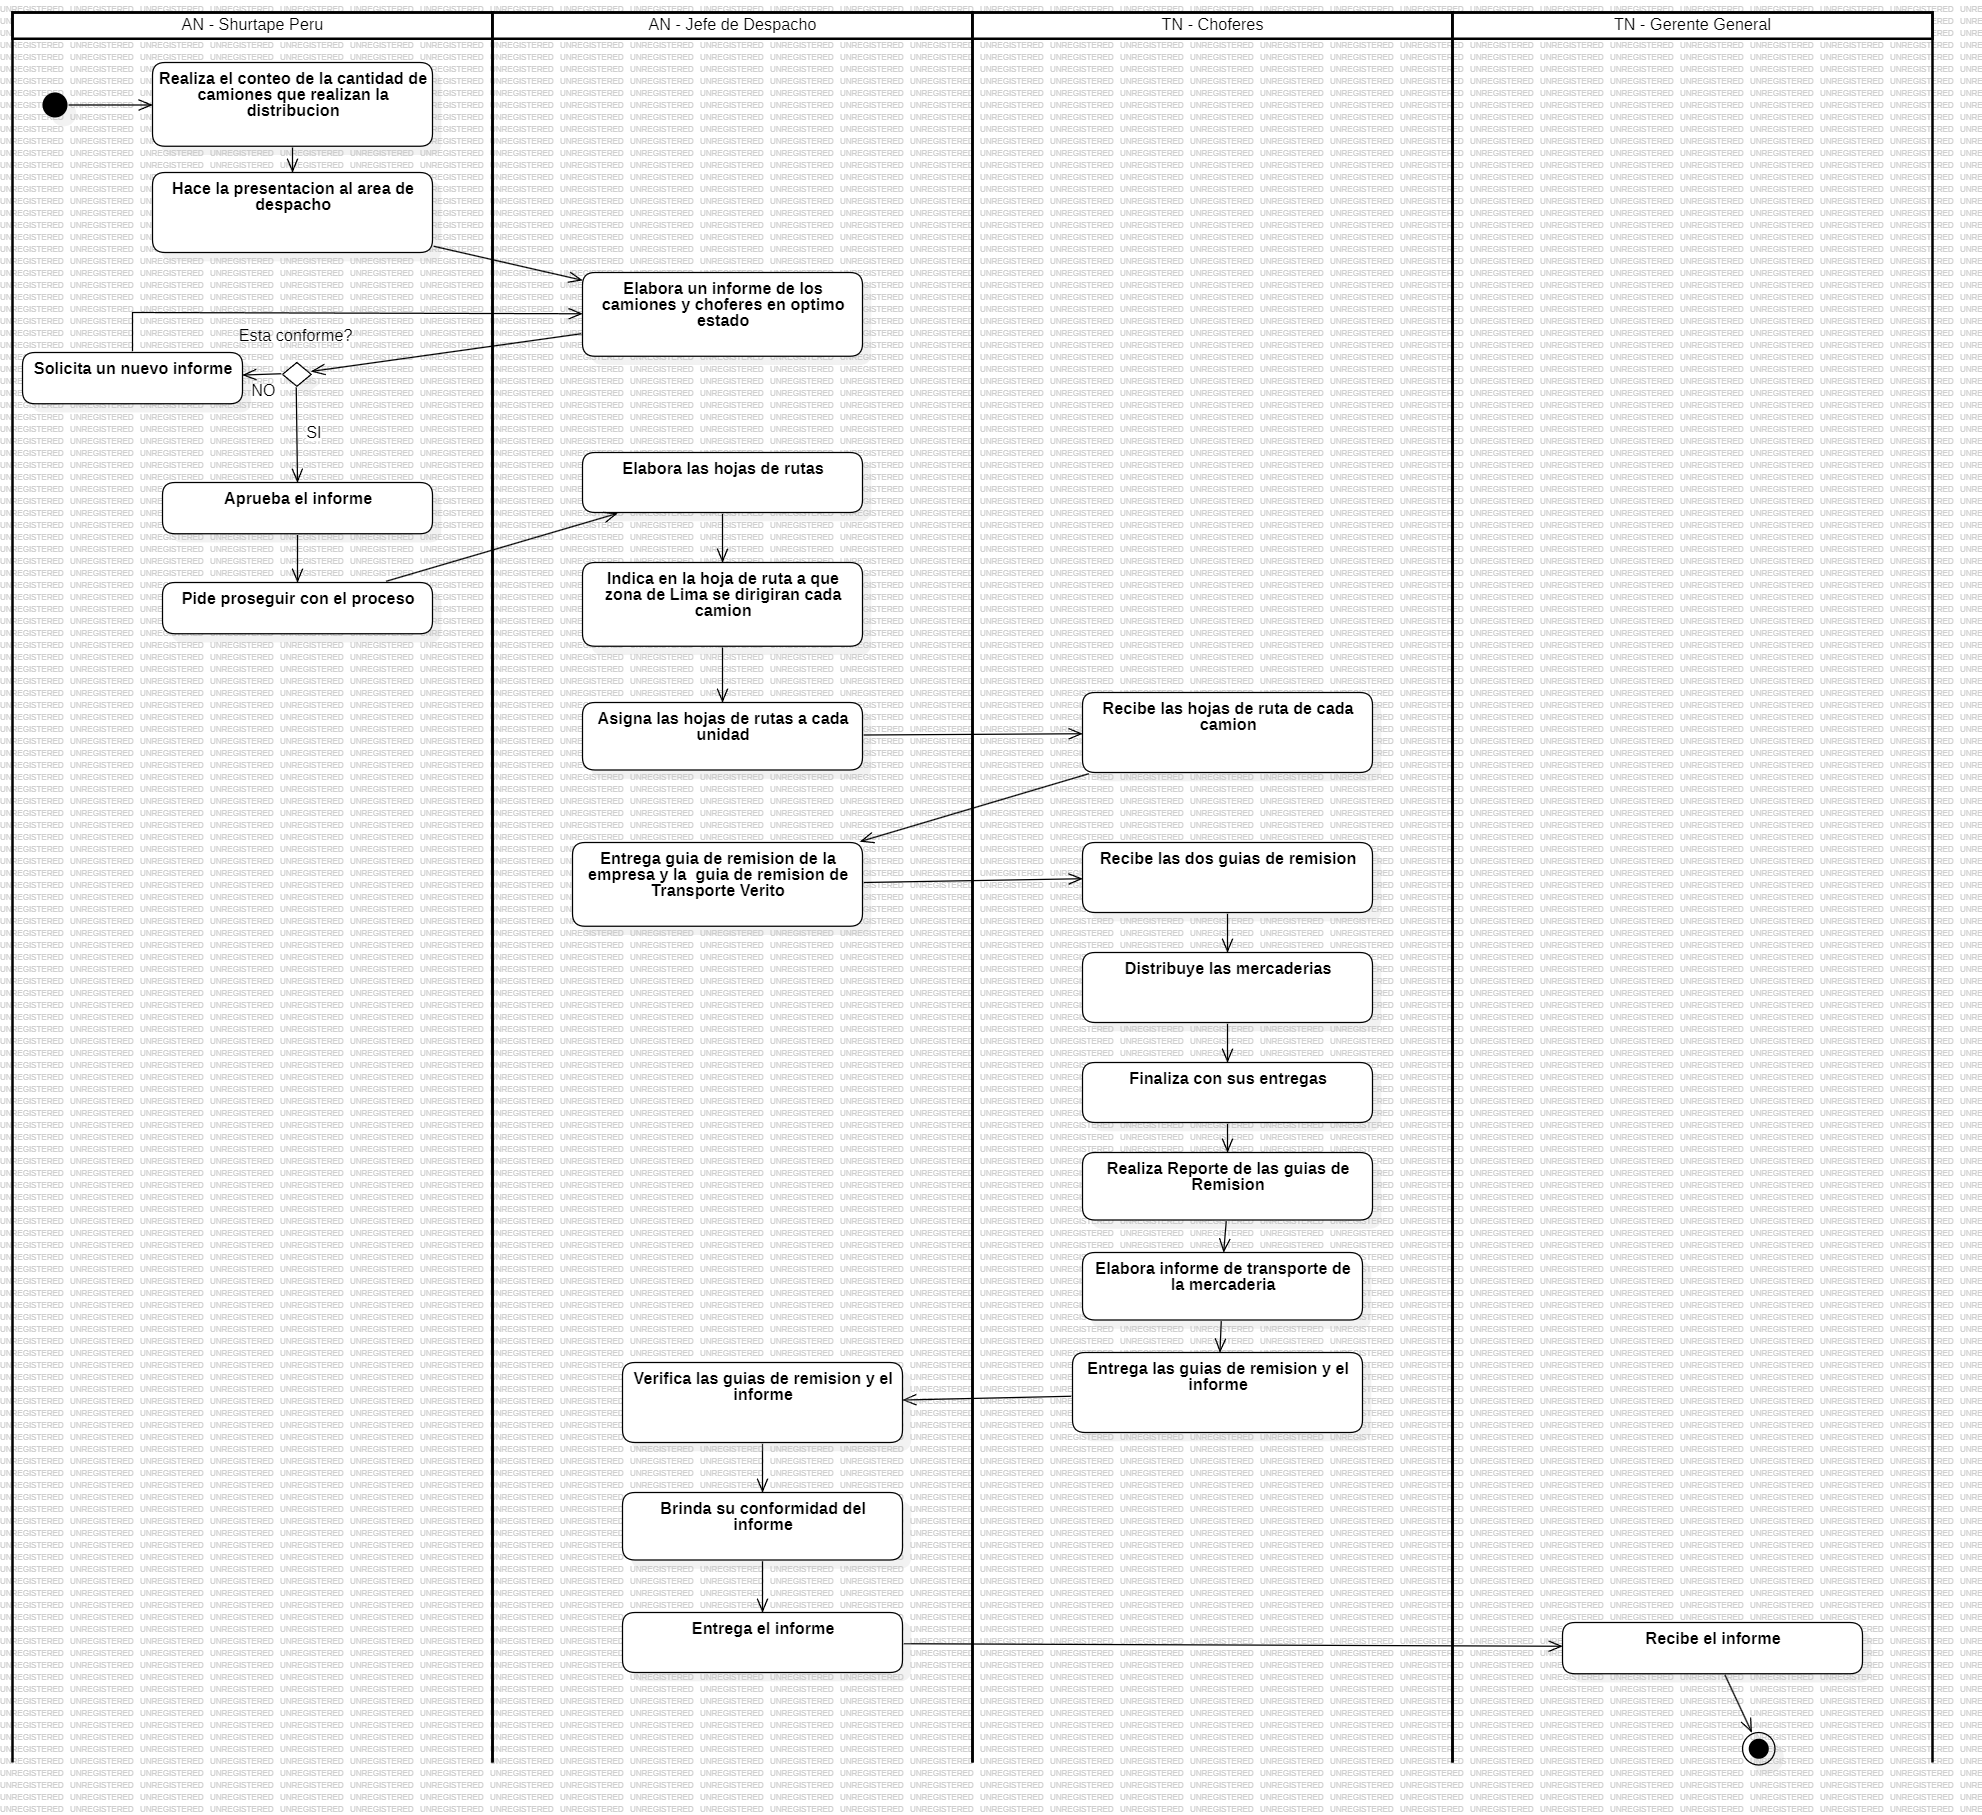 AN - Shurtape Peru
AN - Jefe de Despacho
TN - Choferes
TN - Gerente General
Realiza el conteo de la cantidad de
camiones que realizan la
distribucion
Hace la presentacion al area de
despacho
Elabora un informe de los
camiones y choferes en optimo
estado
Esta conforme?
Solicita un nuevo informe
NO
SI
Aprueba el informe
Pide proseguir con el proceso
Elabora las hojas de rutas
Indica en la hoja de ruta a que
zona de Lima se dirigiran cada
camion
Asigna las hojas de rutas a cada
unidad
Recibe las hojas de ruta de cada
camion
Entrega guia de remision de la
empresa y la  guia de remision de
Transporte Verito
Recibe las dos guias de remision
Distribuye las mercaderias
Finaliza con sus entregas
Realiza Reporte de las guias de
Remision
Elabora informe de transporte de
la mercaderia
Entrega las guias de remision y el
informe
Verifica las guias de remision y el
informe
Brinda su conformidad del
informe
Entrega el informe
Recibe el informe
UNREGISTERED